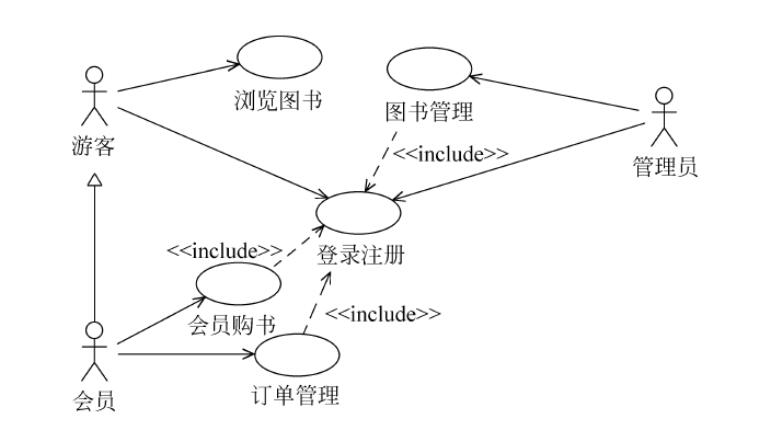 浏览图书
图书管理
游客
<<include>>
管理员
<<include>>
登录注册
会员购书
<<include>>
会员
订单管理